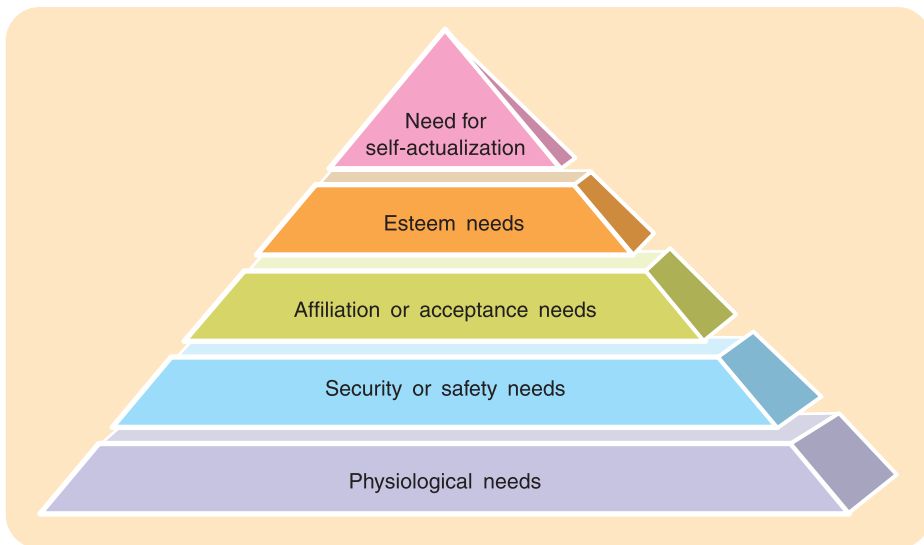 Need for
self-actualization
Esteem needs
Affiliation or acceptance needs
Security or safety needs
Physiological needs